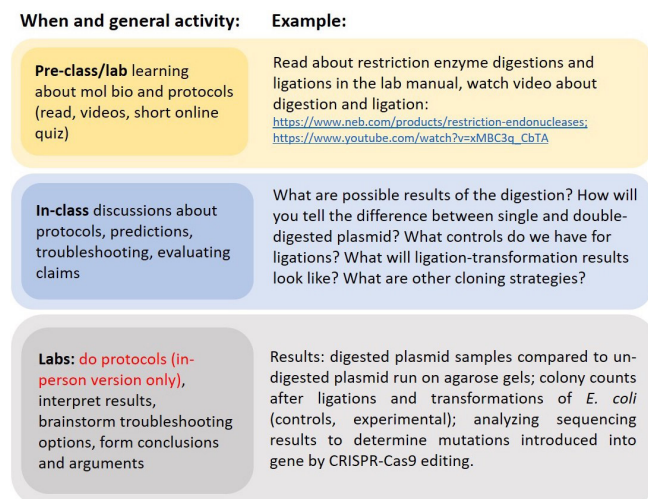 When and general activity:
Example:
Pre-class/lab learning
about mol bio and protocols
(read, videos, short online
quiz)
Read about restriction enzyme digestions and
ligations in the lab manual, watch video about
digestion and ligation:
https://www.neb.com/products/restriction-endonucleases;
https://www.youtube.com/watch?v=xMBC3q_CbTA
In-class discussions about
protocols, predictions,
troubleshooting, evaluating
claims
What are possible results of the digestion? How will
you tell the difference between single and double-
digested plasmid? What controls do we have for
ligations? What will ligation-transformation results
look like? What are other cloning strategies?
Labs: do protocols (in-
person version only),
interpret results,
brainstorm troubleshooting
options, form conclusions
and arguments
Results: digested plasmid samples compared to un-
digested plasmid run on agarose gels; colony counts
after ligations and transformations of E. coli
(controls, experimental); analyzing sequencing
results to determine mutations introduced into
gene by CRISPR-Cas9 editing.